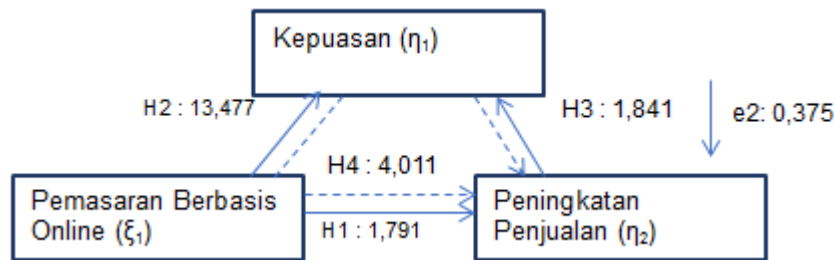 Kepuasan (η₁)
H2 : 13,477
H3 : 1,841
e2: 0,375
H4 : 4,011
Pemasaran Berbasis
Online (ξ₁)
Peningkatan
Penjualan (η₂)
H1 : 1,791